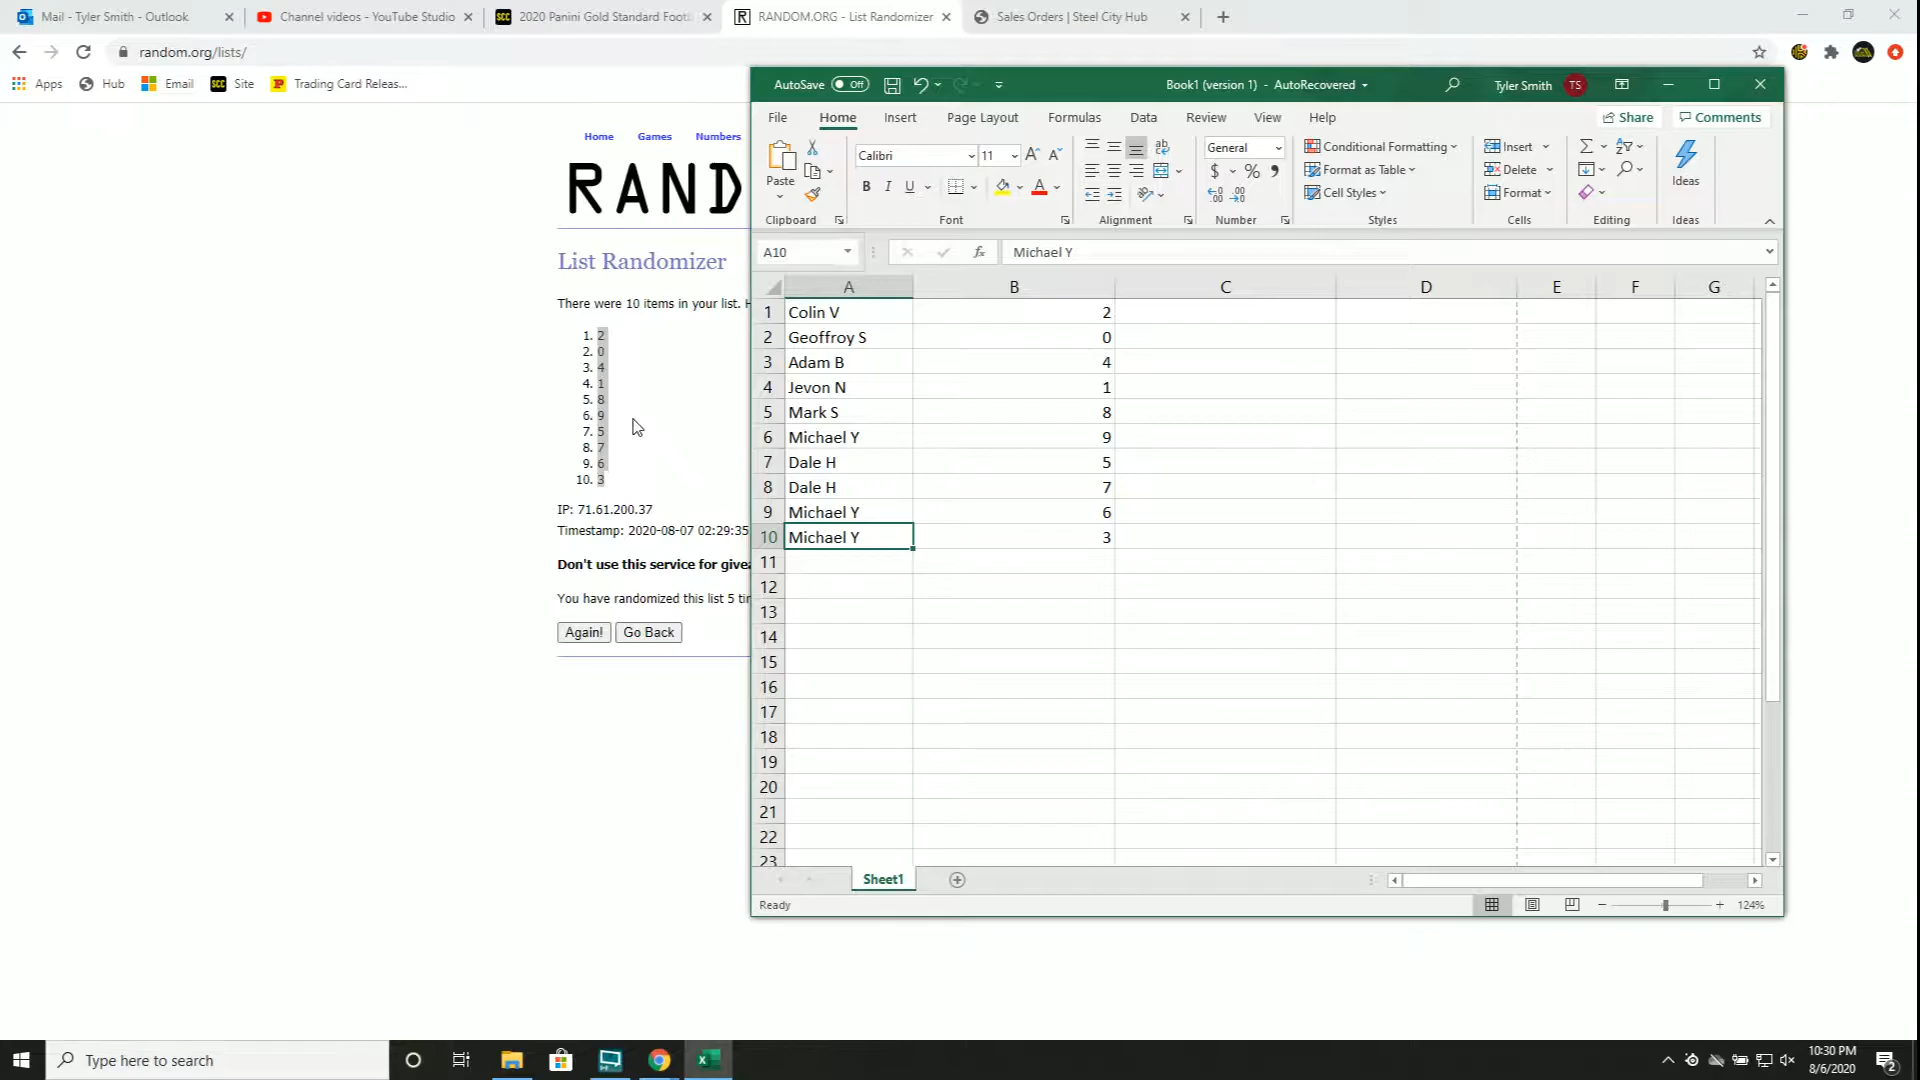 Mail - Tyler Smith - Outlook
Channel videos - YouTube Studio
2020 Panini Gold Standard Footb
RANDOM.ORG - List Randomizer
Sales Orders | Steel City Hub
random.org/lists/
Apps Hub Email Site Trading Card Releas...
AutoSave Off
Book1 (version 1) - AutoRecovered
Tyler Smith TS
File Home Insert Page Layout Formulas Data Review View Help
Share Comments
Paste
Calibri 11
B I U
General
$ %
Conditional Formatting
Format as Table
Cell Styles
Insert
Delete
Format
Ideas
Clipboard Font Alignment Number Styles Cells Editing Ideas
A10 fx Michael Y
A B C D E F G
1 Colin V 2
2 Geoffroy S 0
3 Adam B 4
4 Jevon N 1
5 Mark S 8
6 Michael Y 9
7 Dale H 5
8 Dale H 7
9 Michael Y 6
10 Michael Y 3
11
12
13
14
15
16
17
18
19
20
21
22
23
Sheet1
Ready
124%
Home Games Numbers
RAND
List Randomizer
There were 10 items in your list. H
1. 2
2. 0
3. 4
4. 1
5. 8
6. 9
7. 5
8. 7
9. 6
10. 3
IP: 71.61.200.37
Timestamp: 2020-08-07 02:29:35
Don't use this service for givea
You have randomized this list 5 tir
Again! Go Back
Type here to search
10:30 PM
8/6/2020
2